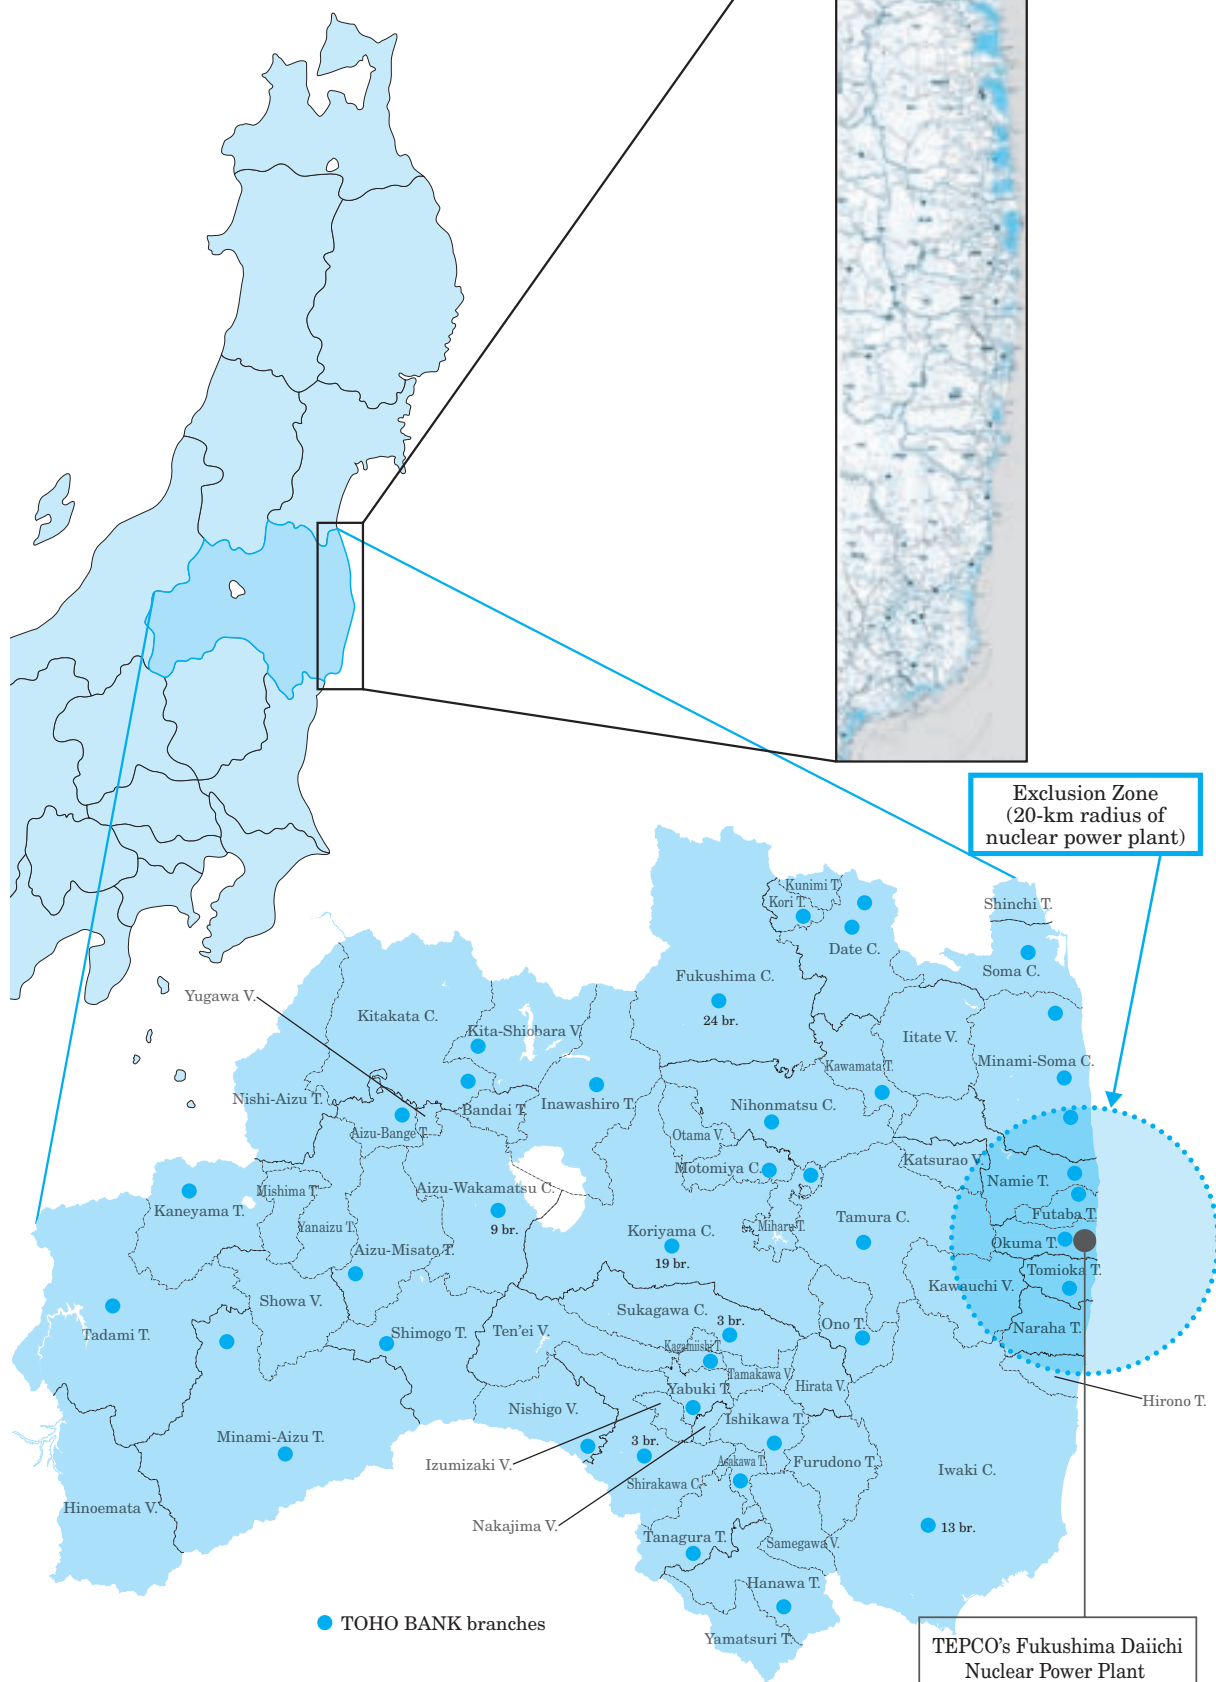 Exclusion Zone
(20-km radius of
nuclear power plant)
Kunimi T.
Kori T.
Shinchi T.
Date C.
Soma C.
Fukushima C.
24 br.
Yugawa V.
Kitakata C.
Kita-Shiobara V.
Iitate V.
Minami-Soma C.
Kawamata T.
Nishi-Aizu T.
Bandai T.
Inawashiro T.
Nihonmatsu C.
Aizu-Bange T.
Otama V.
Katsurao V.
Motomiya C.
Namie T.
Mishima T.
Aizu-Wakamatsu C.
9 br.
Kaneyama T.
Yanaizu T.
Koriyama C.
19 br.
Miharu T.
Tamura C.
Futaba T.
Okuma T.
Aizu-Misato T.
Tomioka T.
Kawauchi V.
Showa V.
Sukagawa C.
3 br.
Tadami T.
Shimogo T.
Ten'ei V.
Ono T.
Naraha T.
Kagamiishi T.
Tamakawa V.
Hirata V.
Yabuki T.
Hirono T.
Nishigo V.
Ishikawa T.
Minami-Aizu T.
3 br.
Izumizaki V.
Asakawa T.
Furudono T.
Iwaki C.
13 br.
Shirakawa C.
Hinoemata V.
Nakajima V.
Tanagura T.
Samegawa V.
Hanawa T.
TOHO BANK branches
Yamatsuri T.
TEPCO's Fukushima Daiichi
Nuclear Power Plant